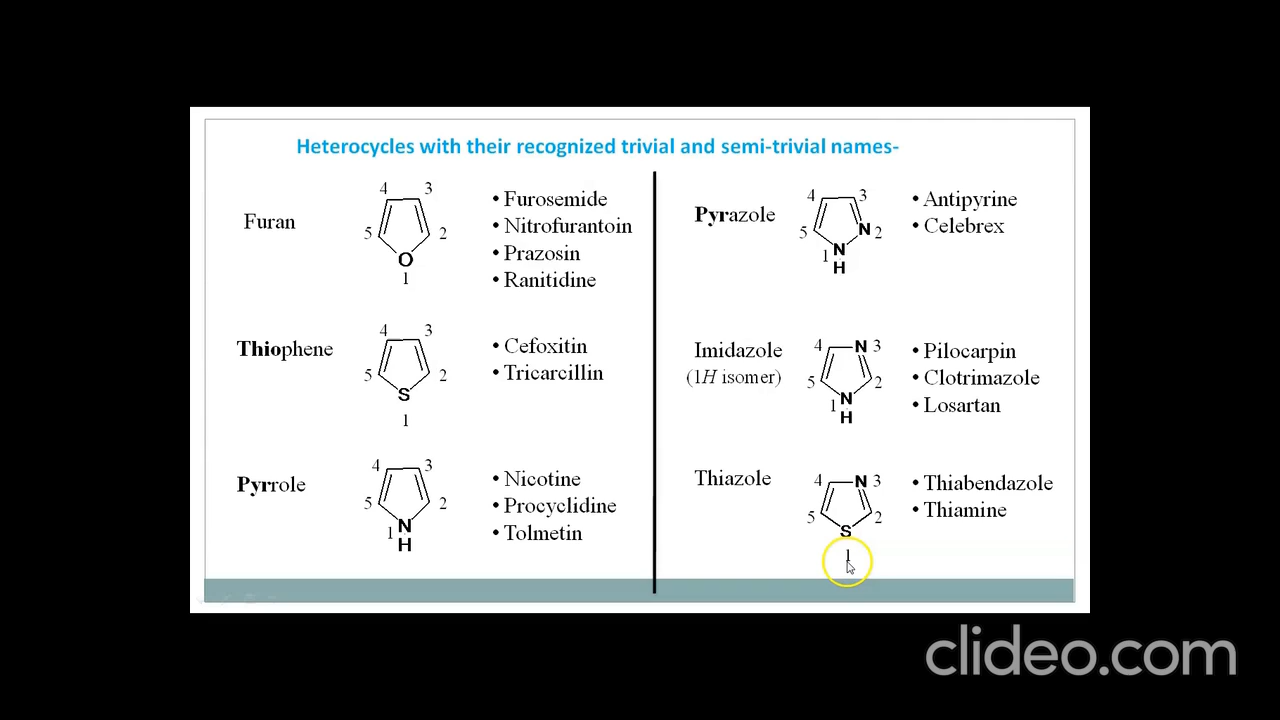 Heterocycles with their recognized trivial and semi-trivial names-
Furan
4
3
5
2
O
1
• Furosemide
• Nitrofurantoin
• Prazosin
• Ranitidine
Thiophene
4
3
5
2
S
1
• Cefoxitin
• Tricarcillin
Pyrrole
4
3
5
2
1
N
H
• Nicotine
• Procyclidine
• Tolmetin
Pyrazole
4
3
5
N 2
1
N
H
• Antipyrine
• Celebrex
Imidazole
(1H isomer)
4
N 3
5
2
1
N
H
• Pilocarpin
• Clotrimazole
• Losartan
Thiazole
4
N 3
5
2
S
1
• Thiabendazole
• Thiamine
clideo.com